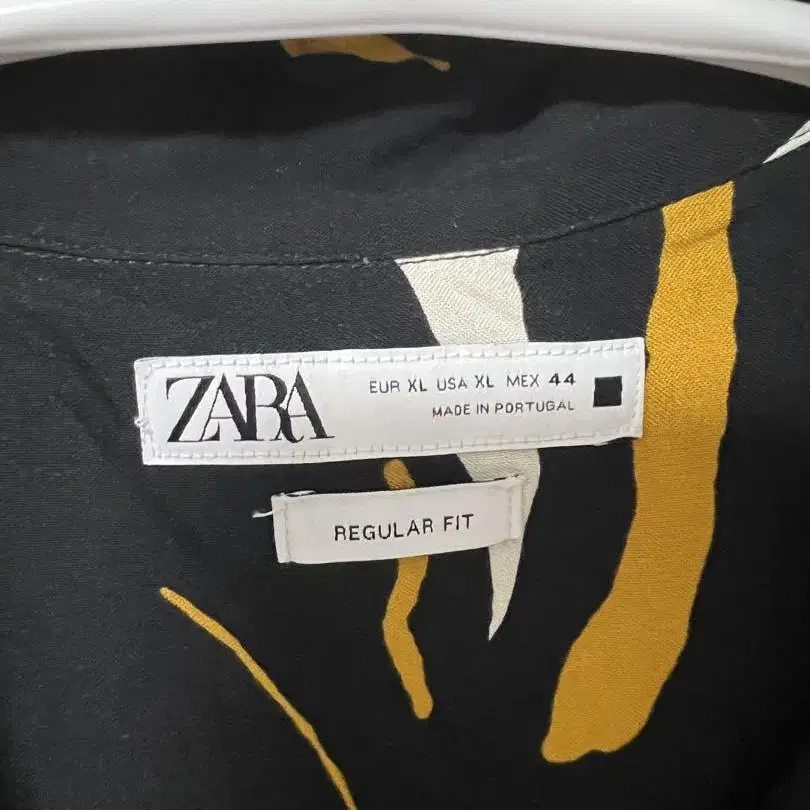 ZARA
EUR XL USA XL MEX 44
MADE IN PORTUGAL
REGULAR FIT